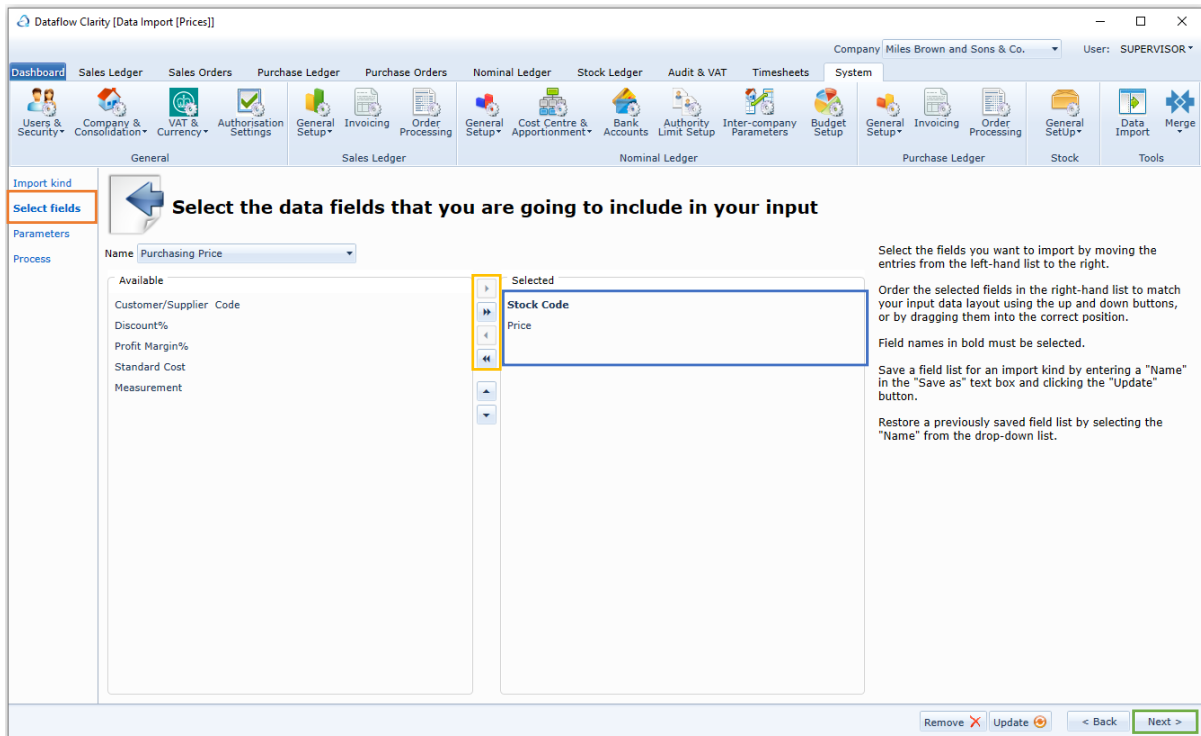 Dataflow Clarity [Data Import [Prices]]
Company Miles Brown and Sons & Co. User: SUPERVISOR
Dashboard Sales Ledger Sales Orders Purchase Ledger Purchase Orders Nominal Ledger Stock Ledger Audit & VAT Timesheets System
Users & Company & VAT & Authorisation General Invoicing Order General Cost Centre & Bank Authority Inter-company Budget General Invoicing Order General Data Merge
Security Consolidation Currency Settings Setup Processing Setup Apportionment Accounts Limit Setup Parameters Setup Setup Processing SetUp Import
General Sales Ledger Nominal Ledger Purchase Ledger Stock Tools
Import kind
Select fields
Parameters
Process
Select the data fields that you are going to include in your input
Name Purchasing Price
Available
Customer/Supplier Code
Discount%
Profit Margin%
Standard Cost
Measurement
Selected
Stock Code
Price
Select the fields you want to import by moving the
entries from the left-hand list to the right.
Order the selected fields in the right-hand list to match
your input data layout using the up and down buttons,
or by dragging them into the correct position.
Field names in bold must be selected.
Save a field list for an import kind by entering a "Name"
in the "Save as" text box and clicking the "Update"
button.
Restore a previously saved field list by selecting the
"Name" from the drop-down list.
Remove Update < Back Next >